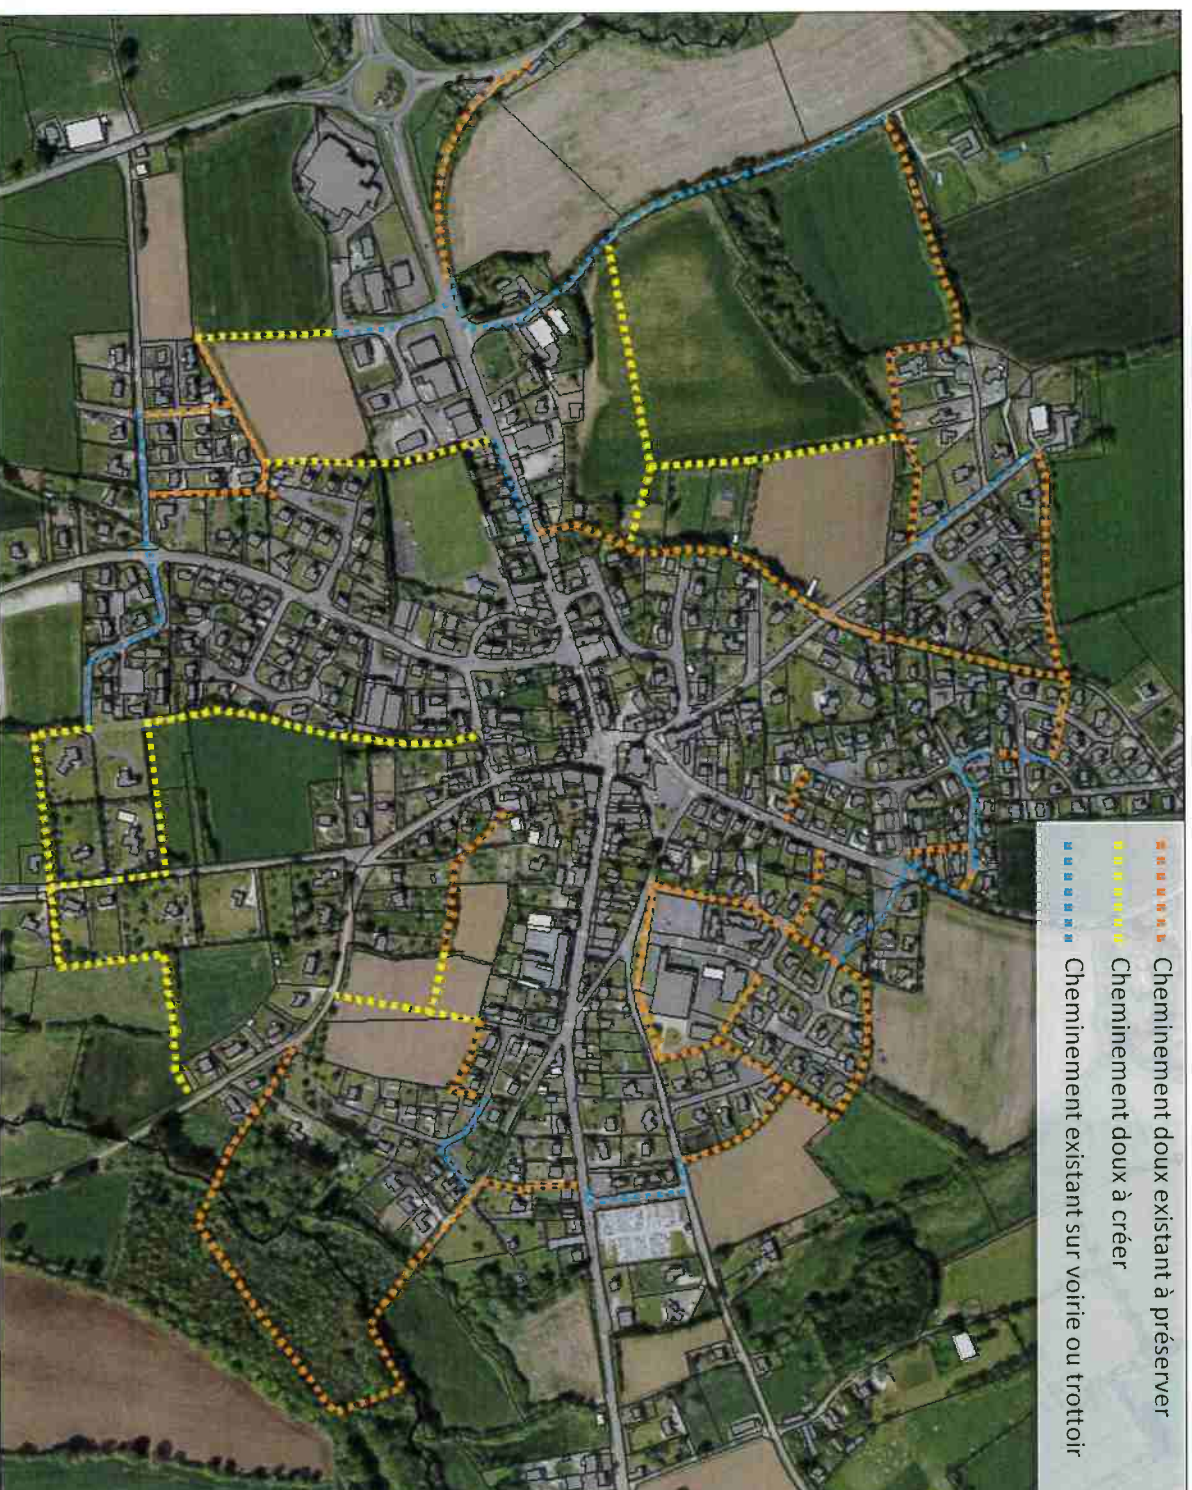 Cheminement doux existant à préserver
Cheminement doux à créer
Cheminement existant sur voirie ou trottoir